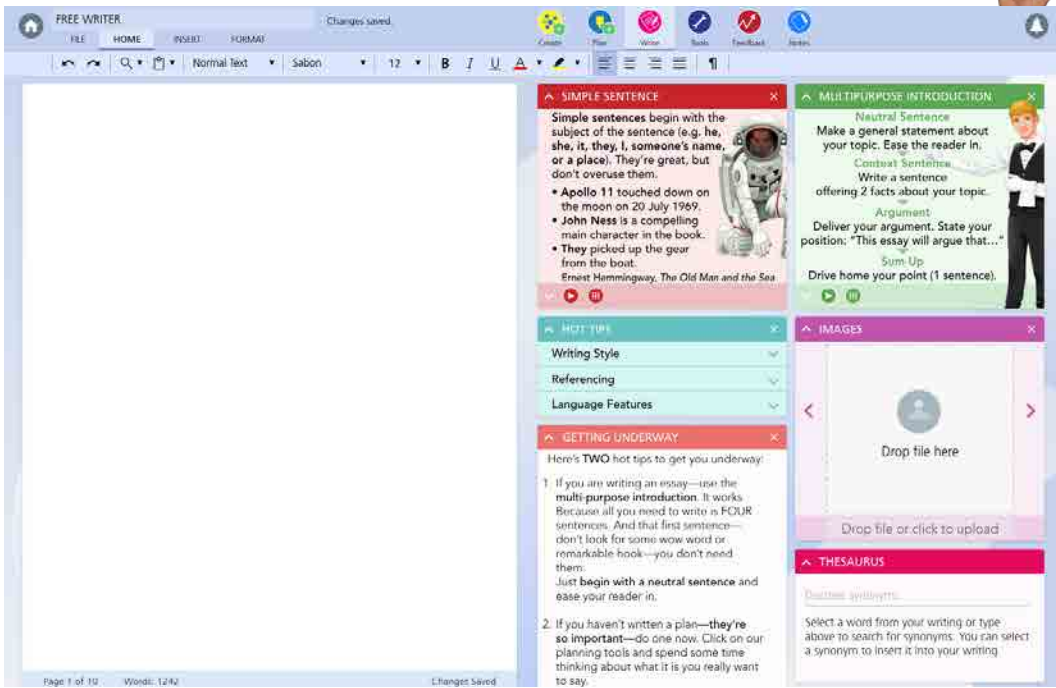 FREE WRITER
Changes saved
FILE HOME INSERT FORMAT
Create Plan Write Tools Feedback Notes
Normal Text Sabon 12 B I U A ¶
SIMPLE SENTENCE
Simple sentences begin with the
subject of the sentence (e.g. he,
she, it, they, I, someone's name,
or a place). They're great, but
don't overuse them.
• Apollo 11 touched down on
the moon on 20 July 1969.
• John Ness is a compelling
main character in the book.
• They picked up the gear
from the boat.
Ernest Hemmingway, The Old Man and the Sea
MULTIPURPOSE INTRODUCTION
Neutral Sentence
Make a general statement about
your topic. Ease the reader in.
Context Sentence
Write a sentence
offering 2 facts about your topic.
Argument
Deliver your argument. State your
position: "This essay will argue that..."
Sum Up
Drive home your point (1 sentence).
HOT TIPS
Writing Style
Referencing
Language Features
IMAGES
Drop file here
Drop file or click to upload
GETTING UNDERWAY
Here's TWO hot tips to get you underway:
1 If you are writing an essay—use the
multi-purpose introduction. It works
Because all you need to write is FOUR
sentences. And that first sentence—
don't look for some wow word or
remarkable hook—you don't need
them.
Just begin with a neutral sentence and
ease your reader in.
2. If you haven't written a plan—they're
so important—do one now. Click on our
planning tools and spend some time
thinking about what it is you really want
to say.
THESAURUS
synonyms
Select a word from your writing or type
above to search for synonyms. You can select
a synonym to insert it into your writing
Page 1 of 10 Words: 1242 Changes Saved